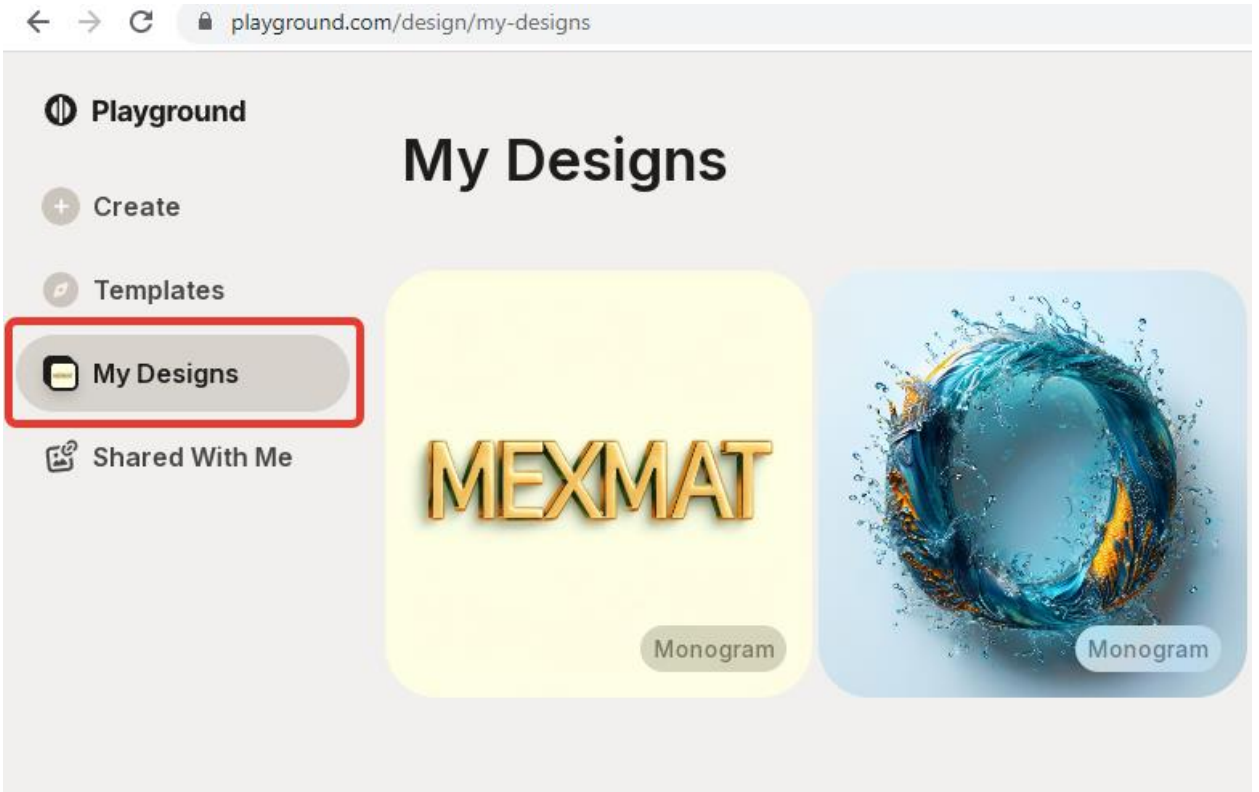 playground.com/design/my-designs
Playground
My Designs
Create
Templates
My Designs
Shared With Me
MEXMAT
Monogram
Monogram